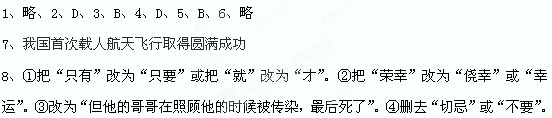 1、略、2、D、3、B、4、D、5、B、6、略
7、我国首次载人航天飞行取得圆满成功
8、①把“只有”改为“只要”或把“就”改为“才”。②把“荣幸”改为“侥幸”或“幸
运”。③改为“但他的哥哥在照顾他的时候被传染，最后死了”。④删去“切忌”或“不要”。